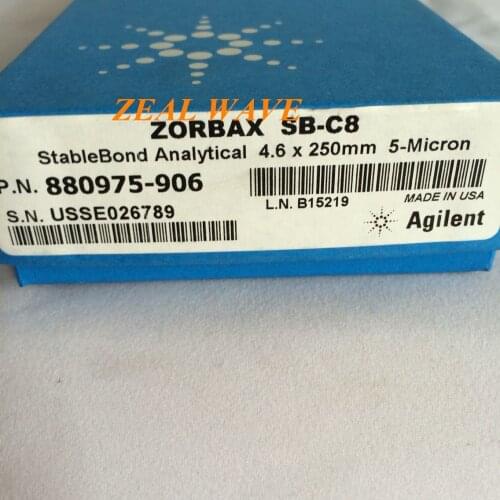 ZEAL WAVE
ZORBAX SB-C8
StableBond Analytical 4.6 x 250mm 5-Micron
P.N. 880975-906
L.N. B15219
MADE IN USA
S.N. USSE026789
Agilent